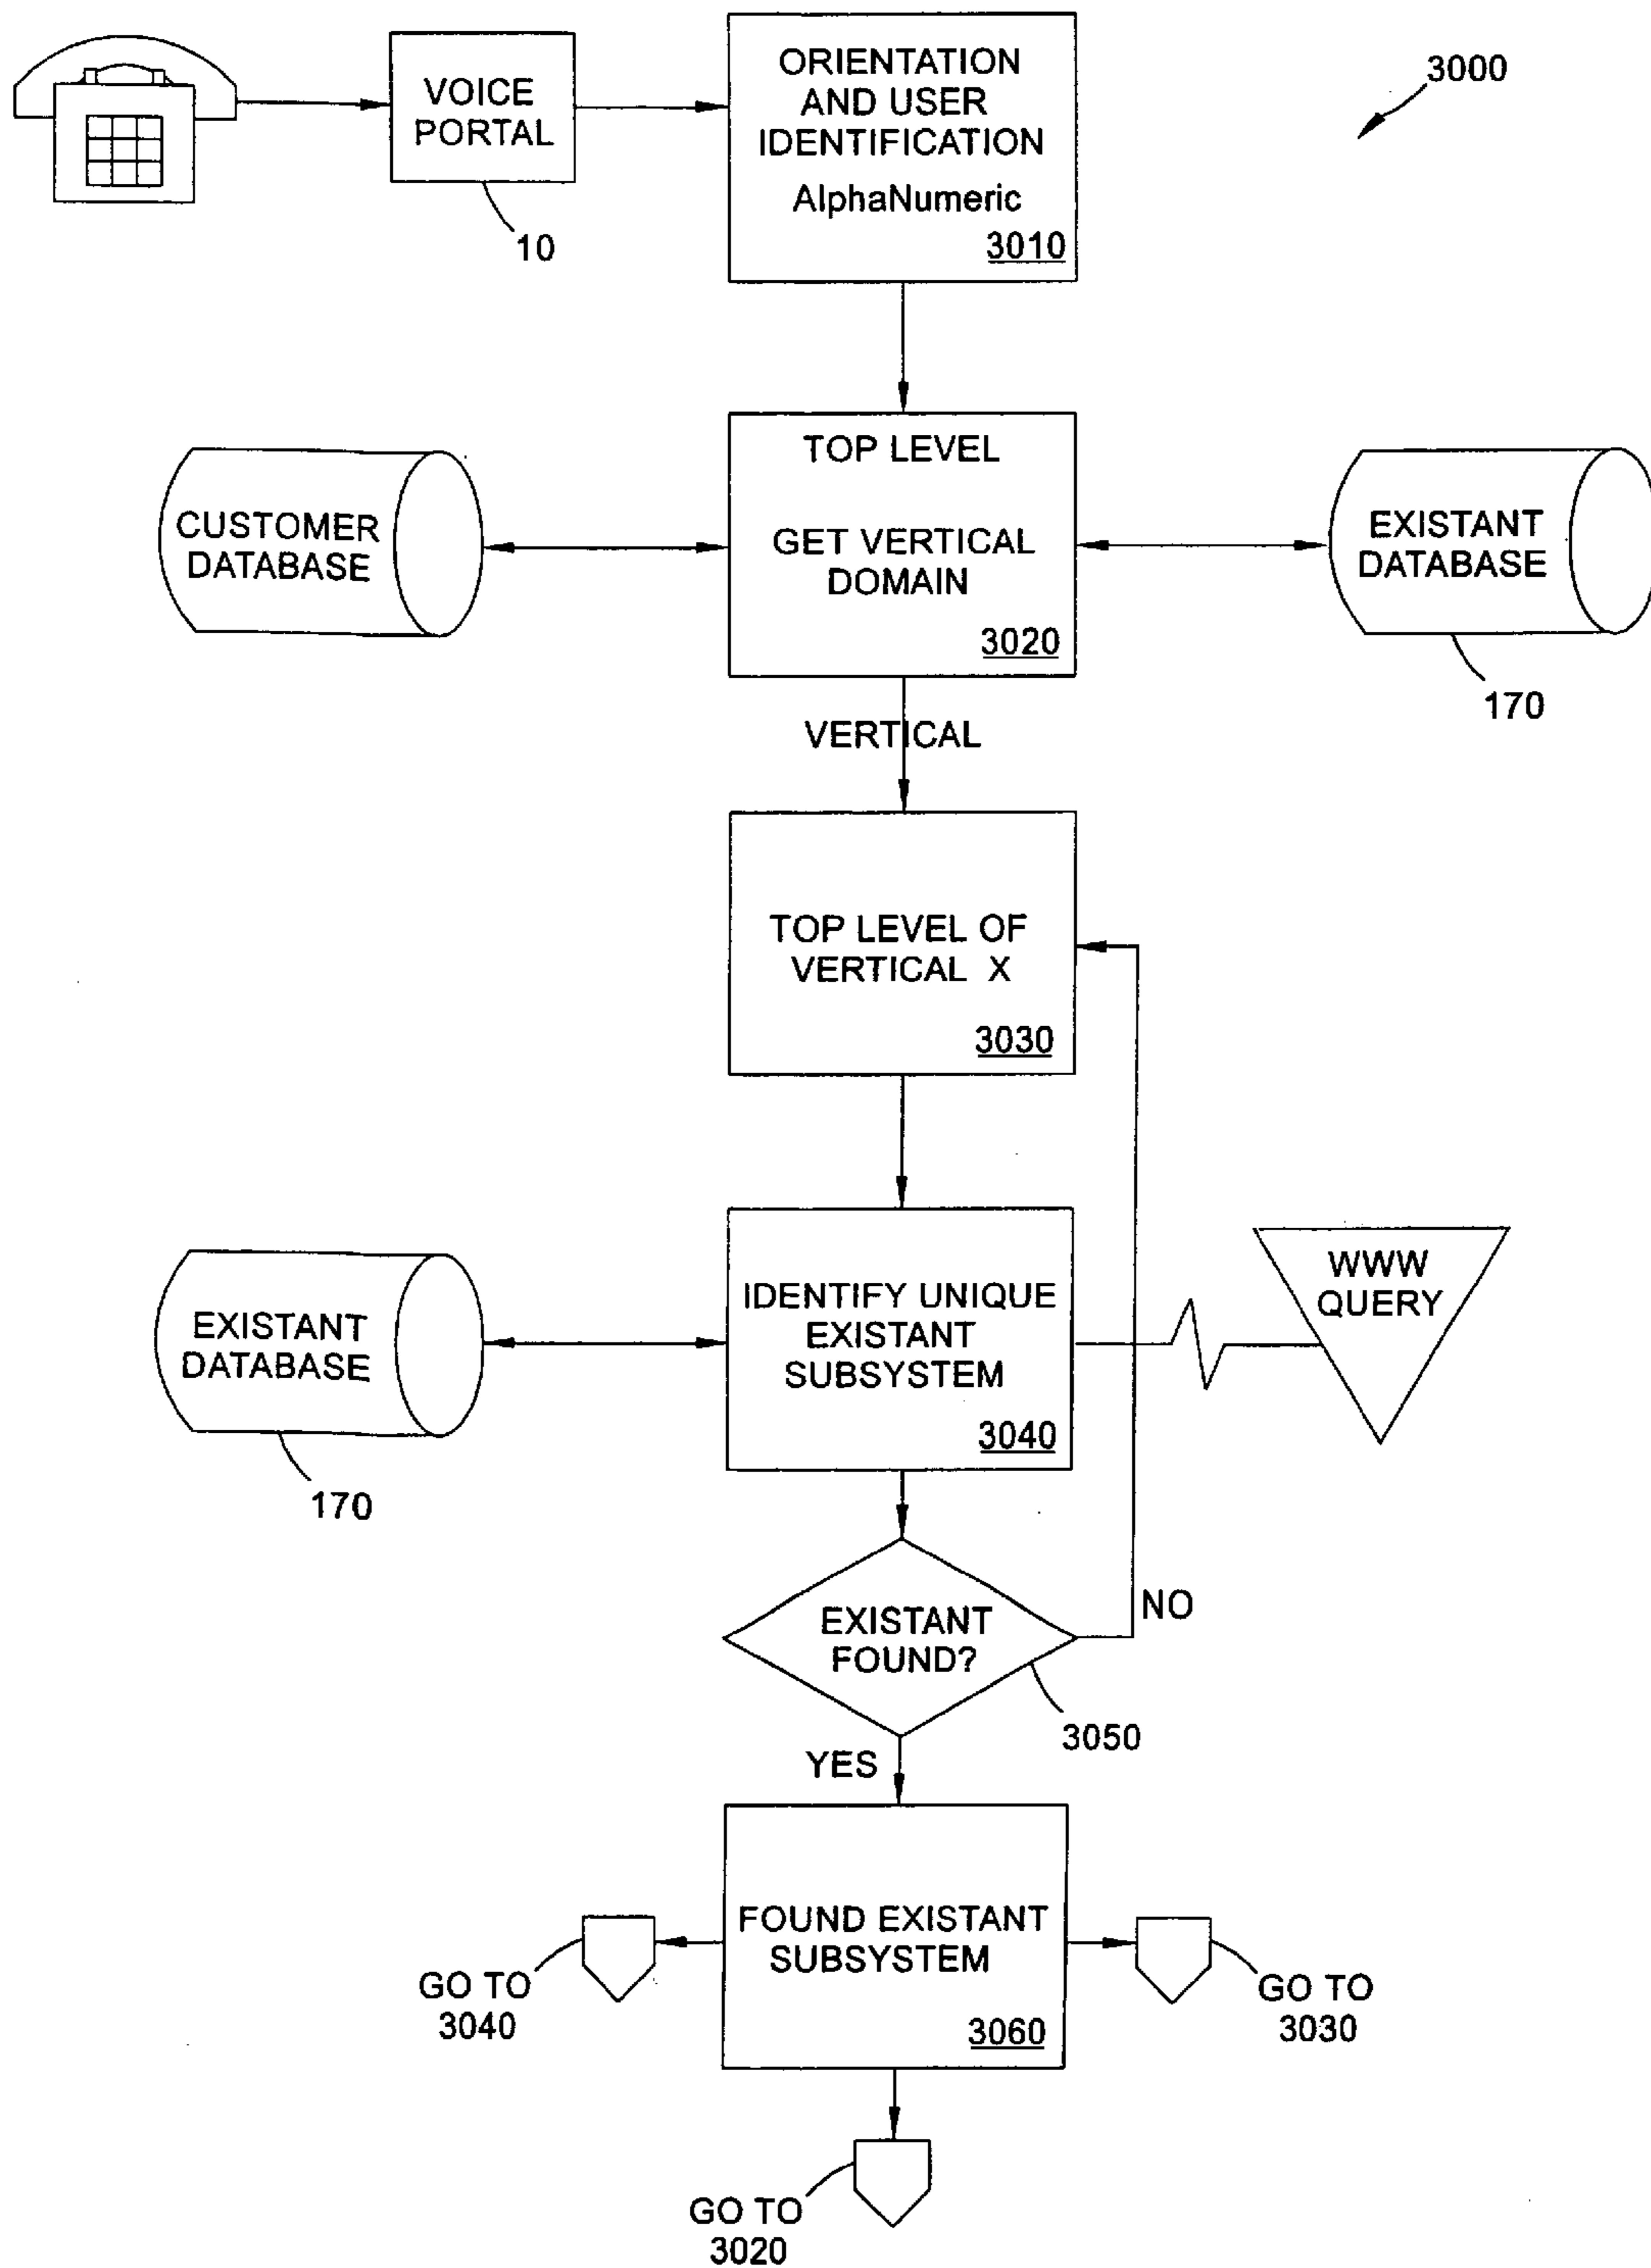 VOICE
PORTAL
10
ORIENTATION
AND USER
IDENTIFICATION
AlphaNumeric
3010
3000
CUSTOMER
DATABASE
TOP LEVEL
GET VERTICAL
DOMAIN
3020
EXISTANT
DATABASE
170
VERTICAL
TOP LEVEL OF
VERTICAL X
3030
EXISTANT
DATABASE
170
IDENTIFY UNIQUE
EXISTANT
SUBSYSTEM
3040
WWW
QUERY
EXISTANT
FOUND?
NO
3050
YES
FOUND EXISTANT
SUBSYSTEM
3060
GO TO
3040
GO TO
3030
GO TO
3020